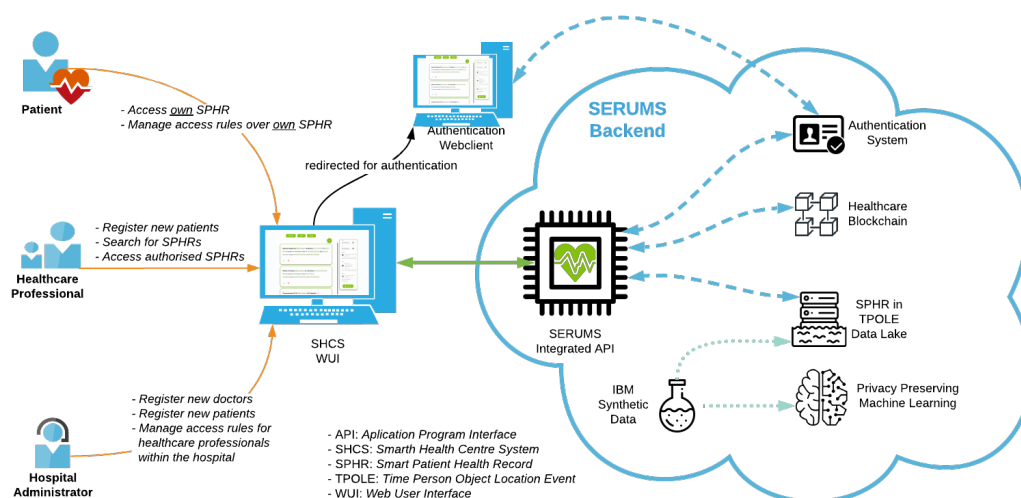 Patient
- Access own SPHR
- Manage access rules over own SPHR
Authentication
Webclient
redirected for authentication
SERUMS
Backend
Authentication
System
Healthcare
Blockchain
- Register new patients
- Search for SPHRs
- Access authorised SPHRs
Healthcare
Professional
SHCS
WUI
SERUMS
Integrated API
SPHR in
TPOLE
Data Lake
IBM
Synthetic
Data
Privacy Preserving
Machine Learning
- Register new doctors
- Register new patients
- Manage access rules for
healthcare professionals
within the hospital
Hospital
Administrator
- API: Aplication Program Interface
- SHCS: Smarth Health Centre System
- SPHR: Smart Patient Health Record
- TPOLE: Time Person Object Location Event
- WUI: Web User Interface